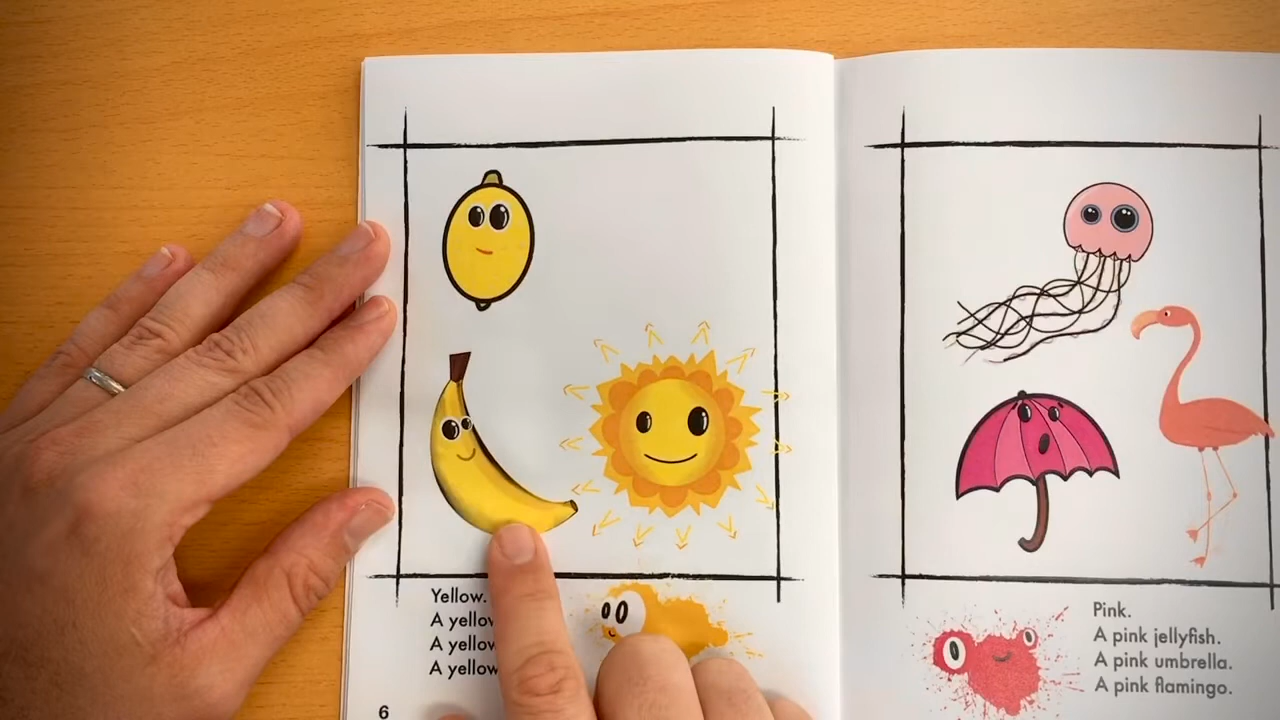 Yellow.
A yellow
A yellow
A yellow
6
Pink.
A pink jellyfish.
A pink umbrella.
A pink flamingo.